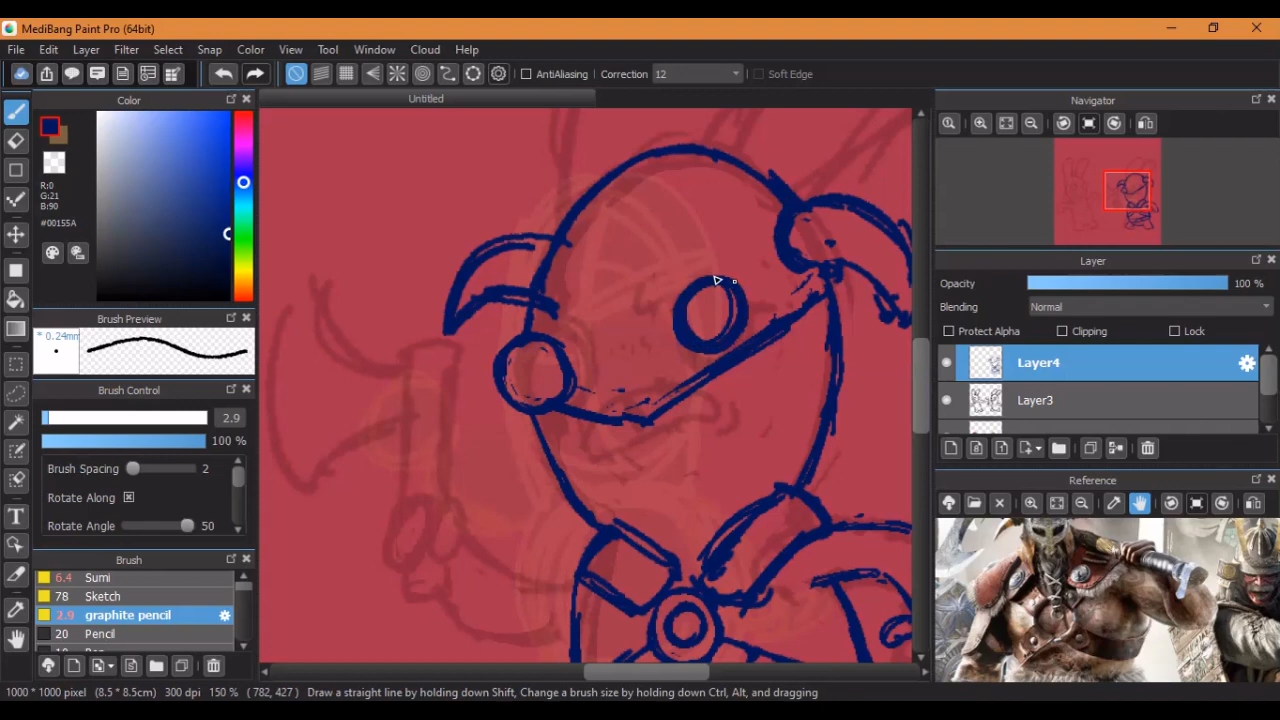 MediBang Paint Pro (64bit)
File Edit Layer Filter Select Snap Color View Tool Window Cloud Help
AntiAliasing Correction 12 Soft Edge
Color
R:0
G:21
B:90
#00155A
Brush Preview
* 0.24mm
Brush Control
2.9
100 %
Brush Spacing 2
Rotate Along
Rotate Angle 50
Brush
6.4 Sumi
78 Sketch
2.9 graphite pencil
20 Pencil
Untitled
Navigator
Layer
Opacity 100 %
Blending Normal
Protect Alpha Clipping Lock
Layer4
Layer3
Reference
T
1000 * 1000 pixel (8.5 * 8.5cm) 300 dpi 150 % ( 782, 427 ) Draw a straight line by holding down Shift, Change a brush size by holding down Ctrl, Alt, and dragging